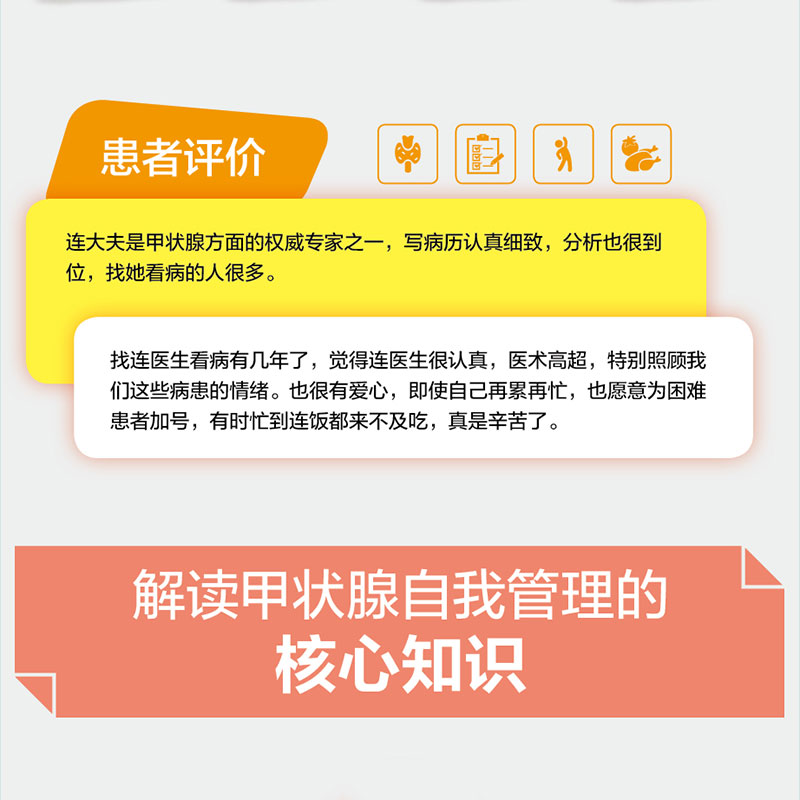 患者评价
连大夫是甲状腺方面的权威专家之一，写病历认真细致，分析也很到
位，找她看病的人很多。
找连医生看病有几年了，觉得连医生很认真，医术高超，特别照顾我
们这些病患的情绪。也很有爱心，即使自己再累再忙，也愿意为困难
患者加号，有时忙到连饭都来不及吃，真是辛苦了。
解读甲状腺自我管理的
核心知识